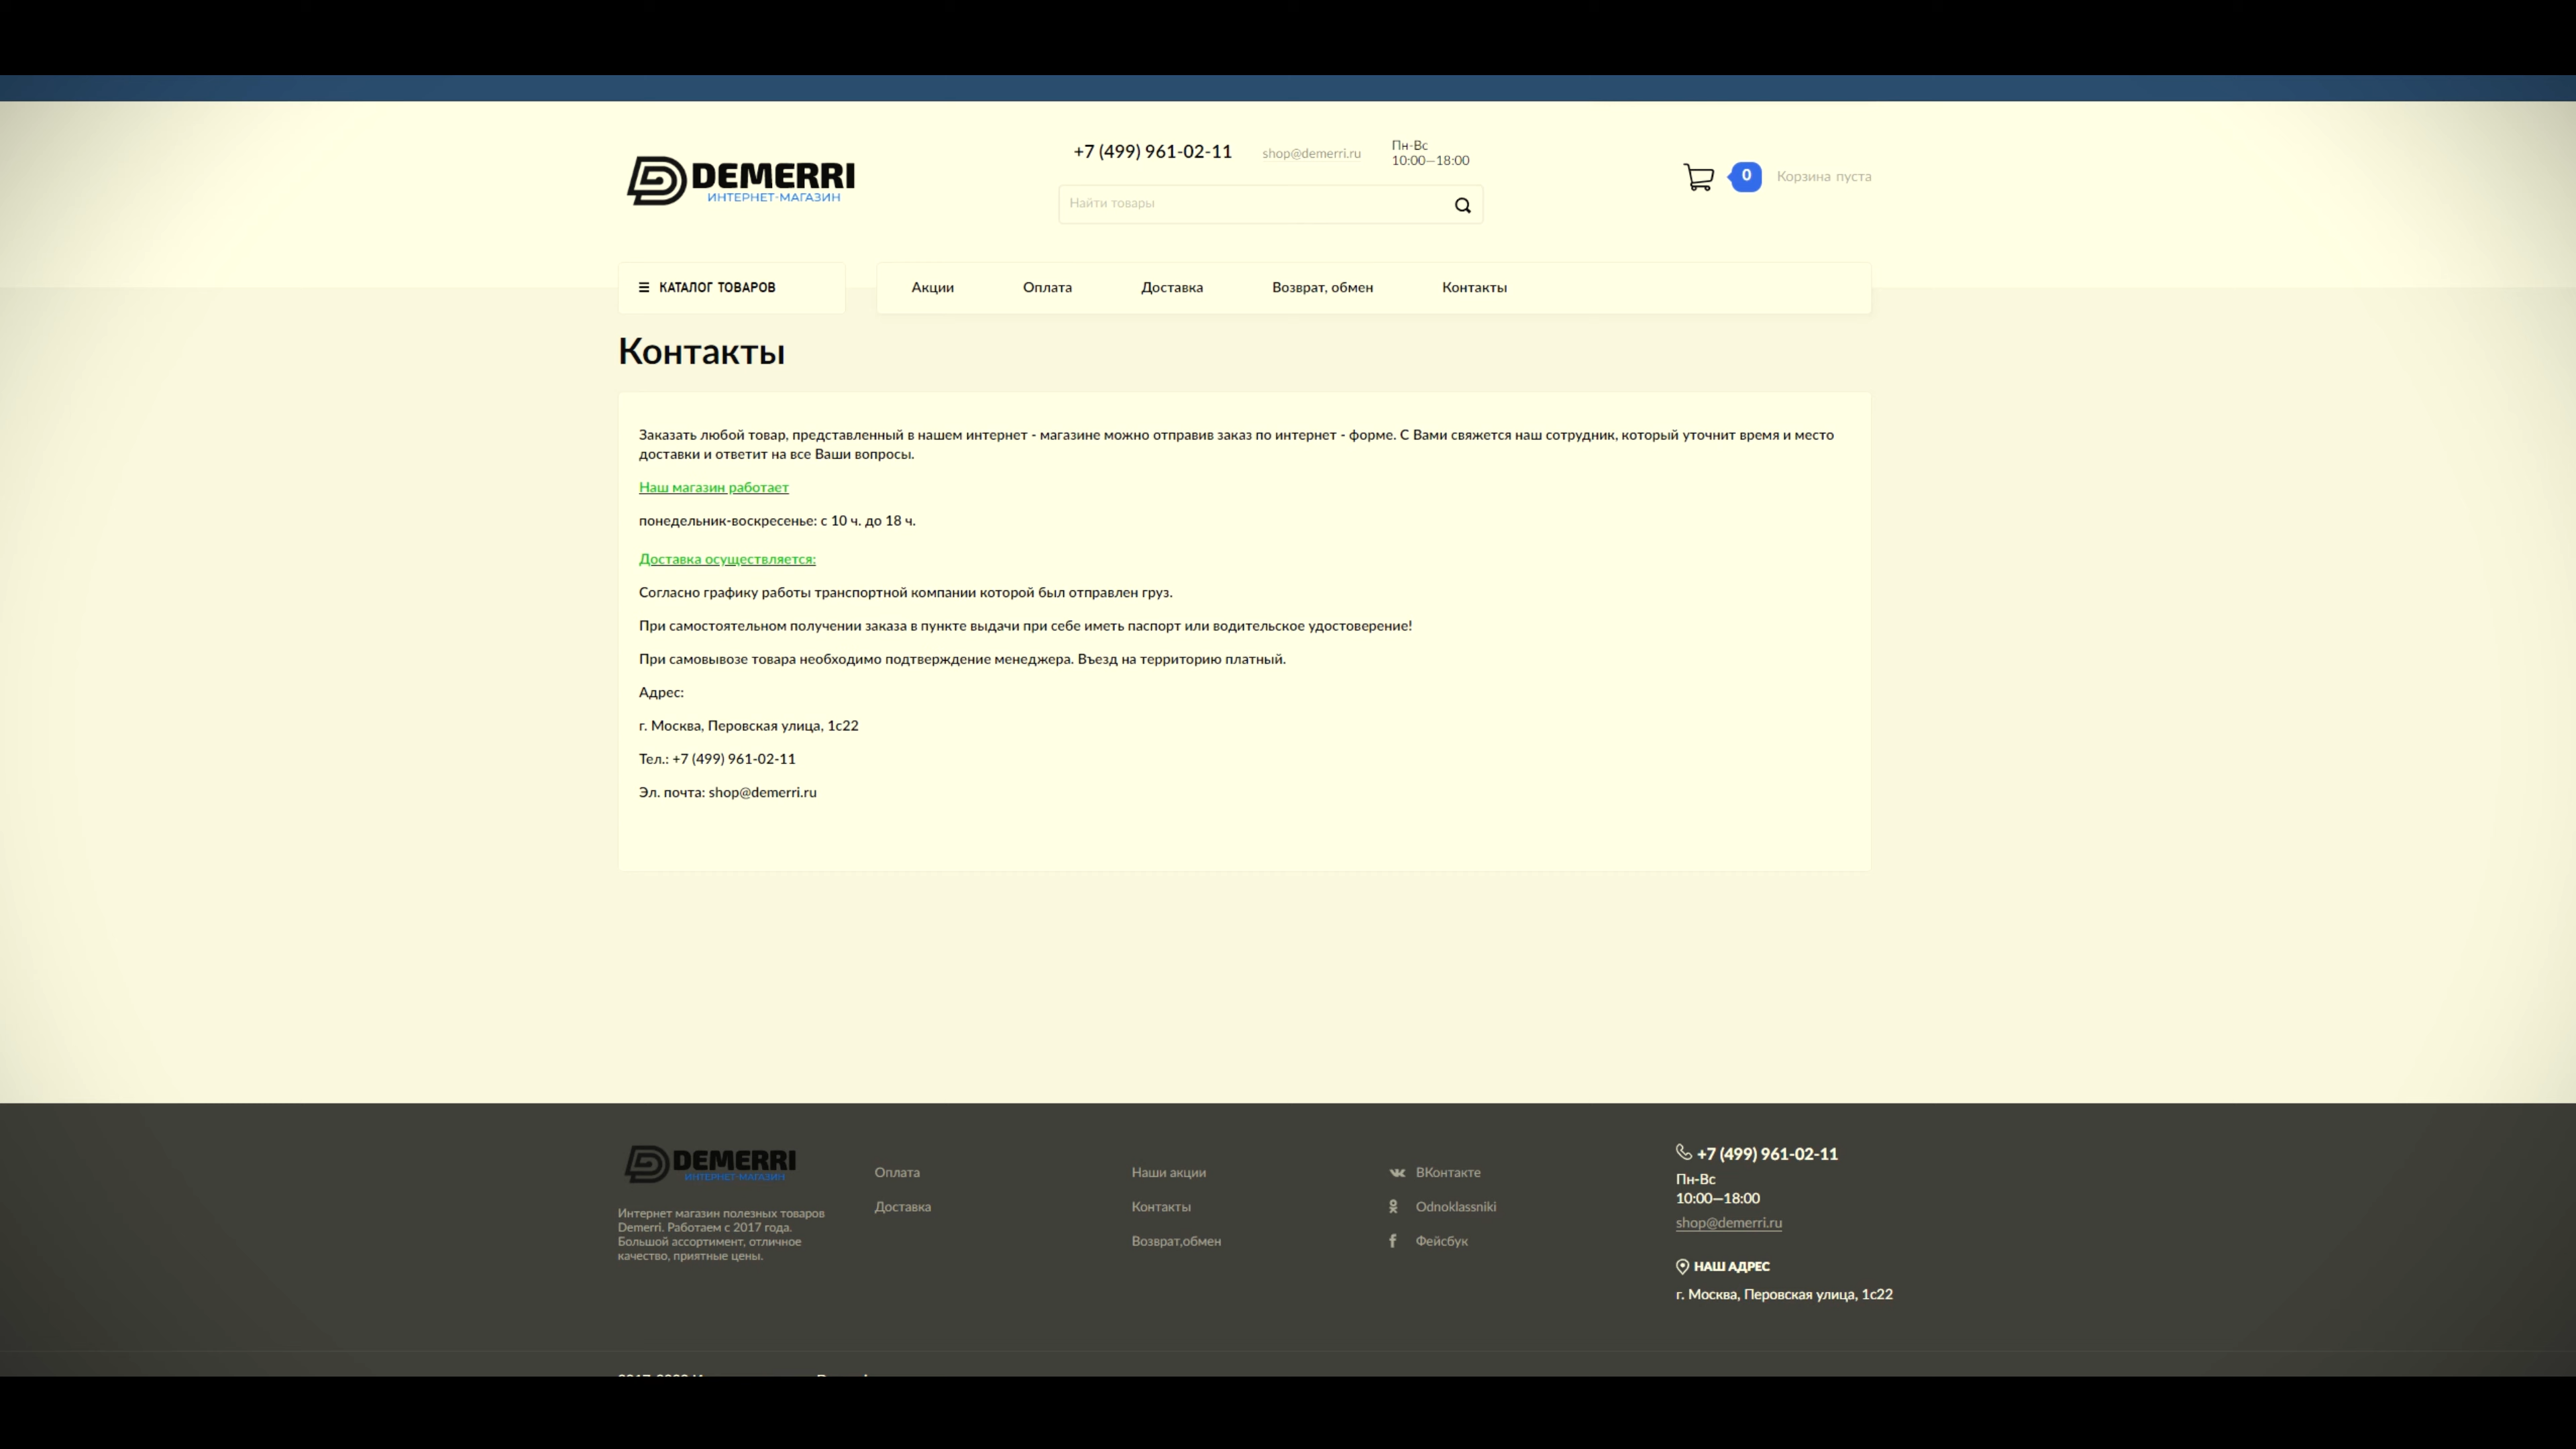 DEMERRI
ИНТЕРНЕТ-МАГАЗИН
+7 (499) 961-02-11
shop@demerri.ru
Пн-Вс
10:00—18:00
Найти товары
0
Корзина пуста
КАТАЛОГ ТОВАРОВ
Акции
Оплата
Доставка
Возврат, обмен
Контакты
Контакты
Заказать любой товар, представленный в нашем интернет - магазине можно отправив заказ по интернет - форме. С Вами свяжется наш сотрудник, который уточнит время и место
доставки и ответит на все Ваши вопросы.
Наш магазин работает
понедельник-воскресенье: с 10 ч. до 18 ч.
Доставка осуществляется:
Согласно графику работы транспортной компании которой был отправлен груз.
При самостоятельном получении заказа в пункте выдачи при себе иметь паспорт или водительское удостоверение!
При самовывозе товара необходимо подтверждение менеджера. Въезд на территорию платный.
Адрес:
г. Москва, Перовская улица, 1с22
Тел.: +7 (499) 961-02-11
Эл. почта: shop@demerri.ru
DEMERRI
ИНТЕРНЕТ-МАГАЗИН
Интернет магазин полезных товаров
Demerri. Работаем с 2017 года.
Большой ассортимент, отличное
качество, приятные цены.
Оплата
Доставка
Наши акции
Контакты
Возврат,обмен
ВКонтакте
Odnoklassniki
Фейсбук
+7 (499) 961-02-11
Пн-Вс
10:00—18:00
shop@demerri.ru
НАШ АДРЕС
г. Москва, Перовская улица, 1с22